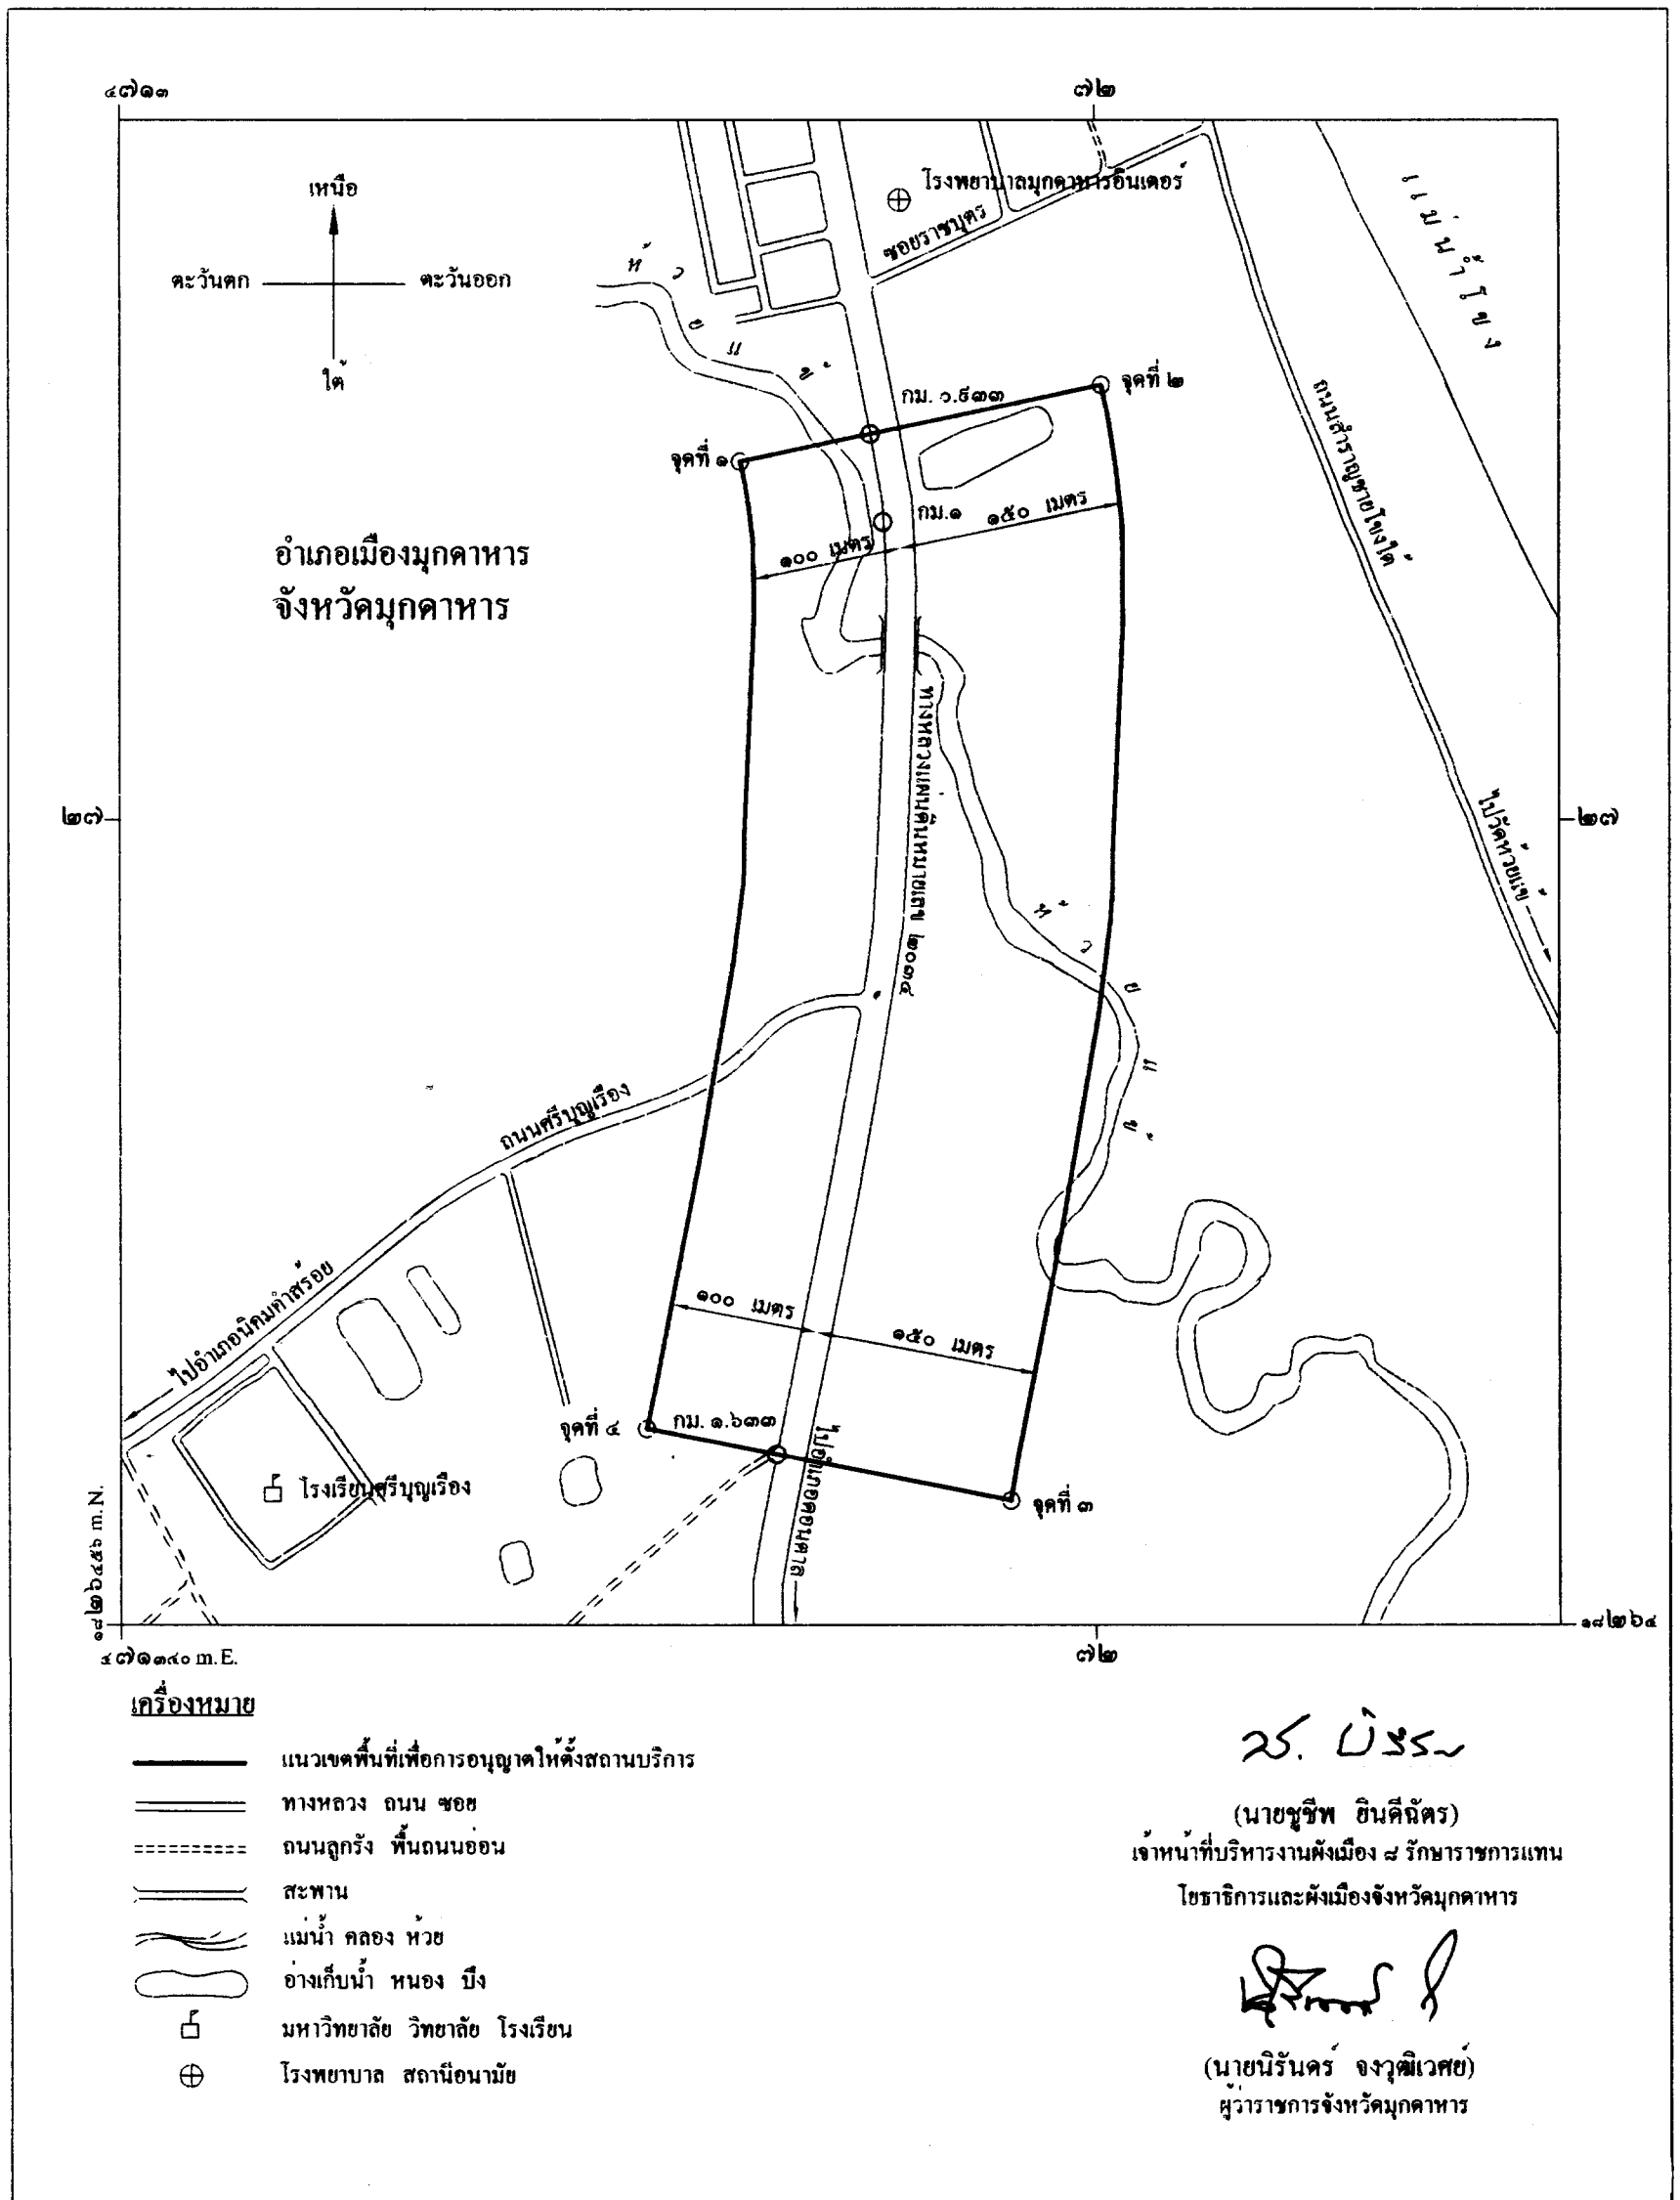 ๔๗๑๓
๗๒
เหนือ
ตะวันตก
ตะวันออก
ใต้
โรงพยาบาลมุกดาหารอินเตอร์
ซอยราชบุตร
แม่น้ำโขง
ห้วยแข้
กม. ๐.๙๓๓
จุดที่ ๒
จุดที่ ๑
ถนนสำราญชายโขงใต้
กม.๑
๑๕๐ เมตร
๑๐๐ เมตร
อำเภอเมืองมุกดาหาร
จังหวัดมุกดาหาร
ทางหลวงแผ่นดินหมายเลข ๒๐๓๔
๒๗
๒๗
ไปวัดห้วยแข้
ห้วยแข้
ถนนศรีบุญเรือง
ไปอำเภอนิคมคำสร้อย
๑๐๐ เมตร
๑๕๐ เมตร
จุดที่ ๔
กม. ๑.๖๓๓
ไปอำเภอดอนตาล
จุดที่ ๓
โรงเรียนศรีบุญเรือง
๑๘๒๖๔๕๖ m.N.
๑๘๒๖๔
๔๗๑๓๔๐ m.E.
๗๒
เครื่องหมาย
แนวเขตพื้นที่เพื่อการอนุญาตให้ตั้งสถานบริการ
ทางหลวง ถนน ซอย
ถนนลูกรัง พื้นถนนอ่อน
สะพาน
แม่น้ำ คลอง ห้วย
อ่างเก็บน้ำ หนอง บึง
มหาวิทยาลัย วิทยาลัย โรงเรียน
โรงพยาบาล สถานีอนามัย
(นายชูชีพ ยินดีฉัตร)
เจ้าหน้าที่บริหารงานผังเมือง ๘ รักษาราชการแทน
โยธาธิการและผังเมืองจังหวัดมุกดาหาร
(นายนิรันดร์ จงวุฒิเวศย์)
ผู้ว่าราชการจังหวัดมุกดาหาร